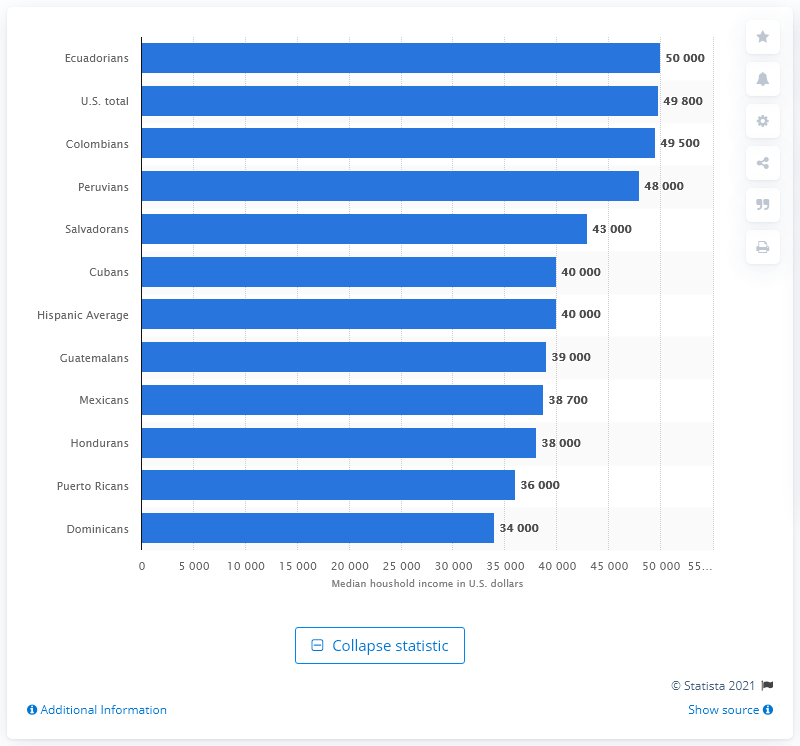 Ecuadorians 50 000
U.S. total 49 800
Colombians 49 500
Peruvians 48 000
Salvadorans 43 000
Cubans 40 000
Hispanic Average 40 000
Guatemalans 39 000
Mexicans 38 700
Hondurans 38 000
Puerto Ricans 36 000
Dominicans 34 000
0 5 000 10 000 15 000 20 000 25 000 30 000 35 000 40 000 45 000 50 000 55...
Median houshold income in U.S. dollars
Collapse statistic
© Statista 2021
Additional Information Show source